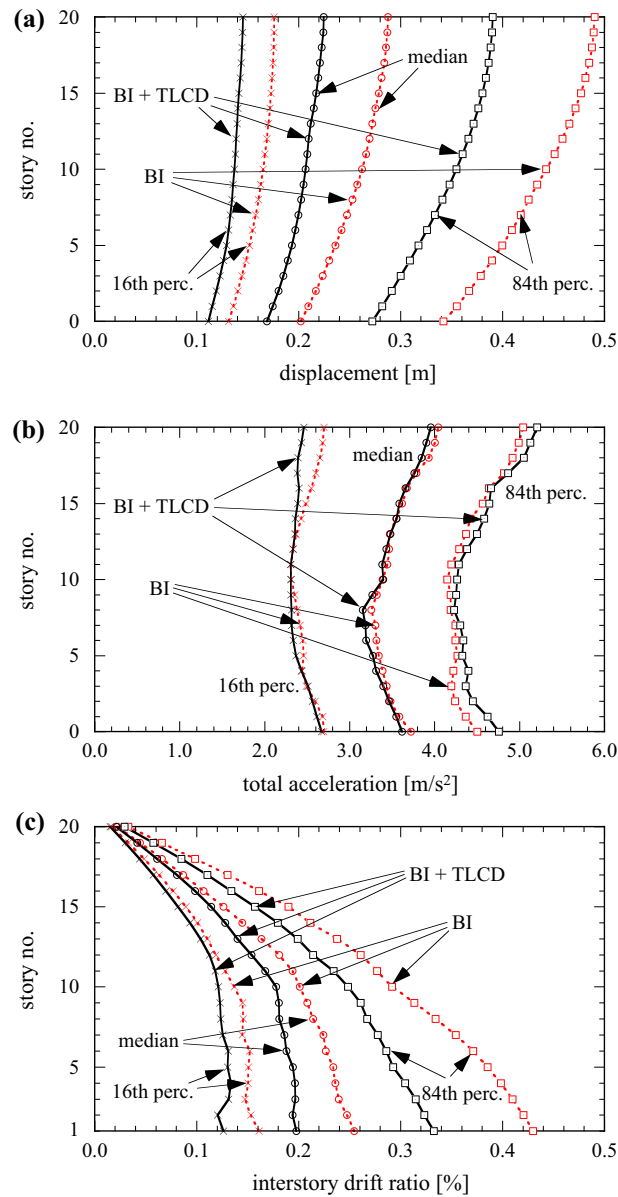 (a)
20
15
10
5
0
story no.
BI + TLCD
median
BI
16th perc.
84th perc.
0.0 0.1 0.2 0.3 0.4 0.5
displacement [m]
(b)
20
15
10
5
0
story no.
median
BI + TLCD
84th perc.
BI
16th perc.
0.0 1.0 2.0 3.0 4.0 5.0 6.0
total acceleration [m/s²]
(c)
20
15
10
5
1
story no.
BI + TLCD
BI
median
16th perc.
84th perc.
0.0 0.1 0.2 0.3 0.4 0.5
interstory drift ratio [%]